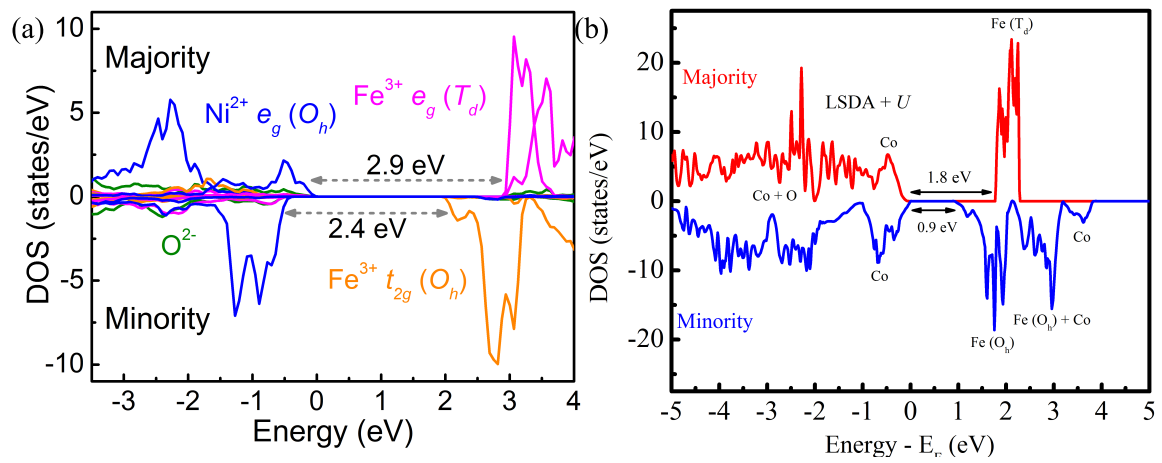 (a)
DOS (states/eV)
10
5
0
-5
-10
Majority
Ni2+ eg (Oh)
Fe3+ eg (Td)
2.9 eV
2.4 eV
O2-
Fe3+ t2g (Oh)
Minority
-3 -2 -1 0 1 2 3 4
Energy (eV)
(b)
DOS (states/eV)
20
10
0
-10
-20
Fe (Td)
Majority
LSDA + U
Co
1.8 eV
Co + O
0.9 eV
Co
Co
Minority
Fe (Oh) + Co
Fe (Oh)
-5 -4 -3 -2 -1 0 1 2 3 4 5
Energy - EF (eV)